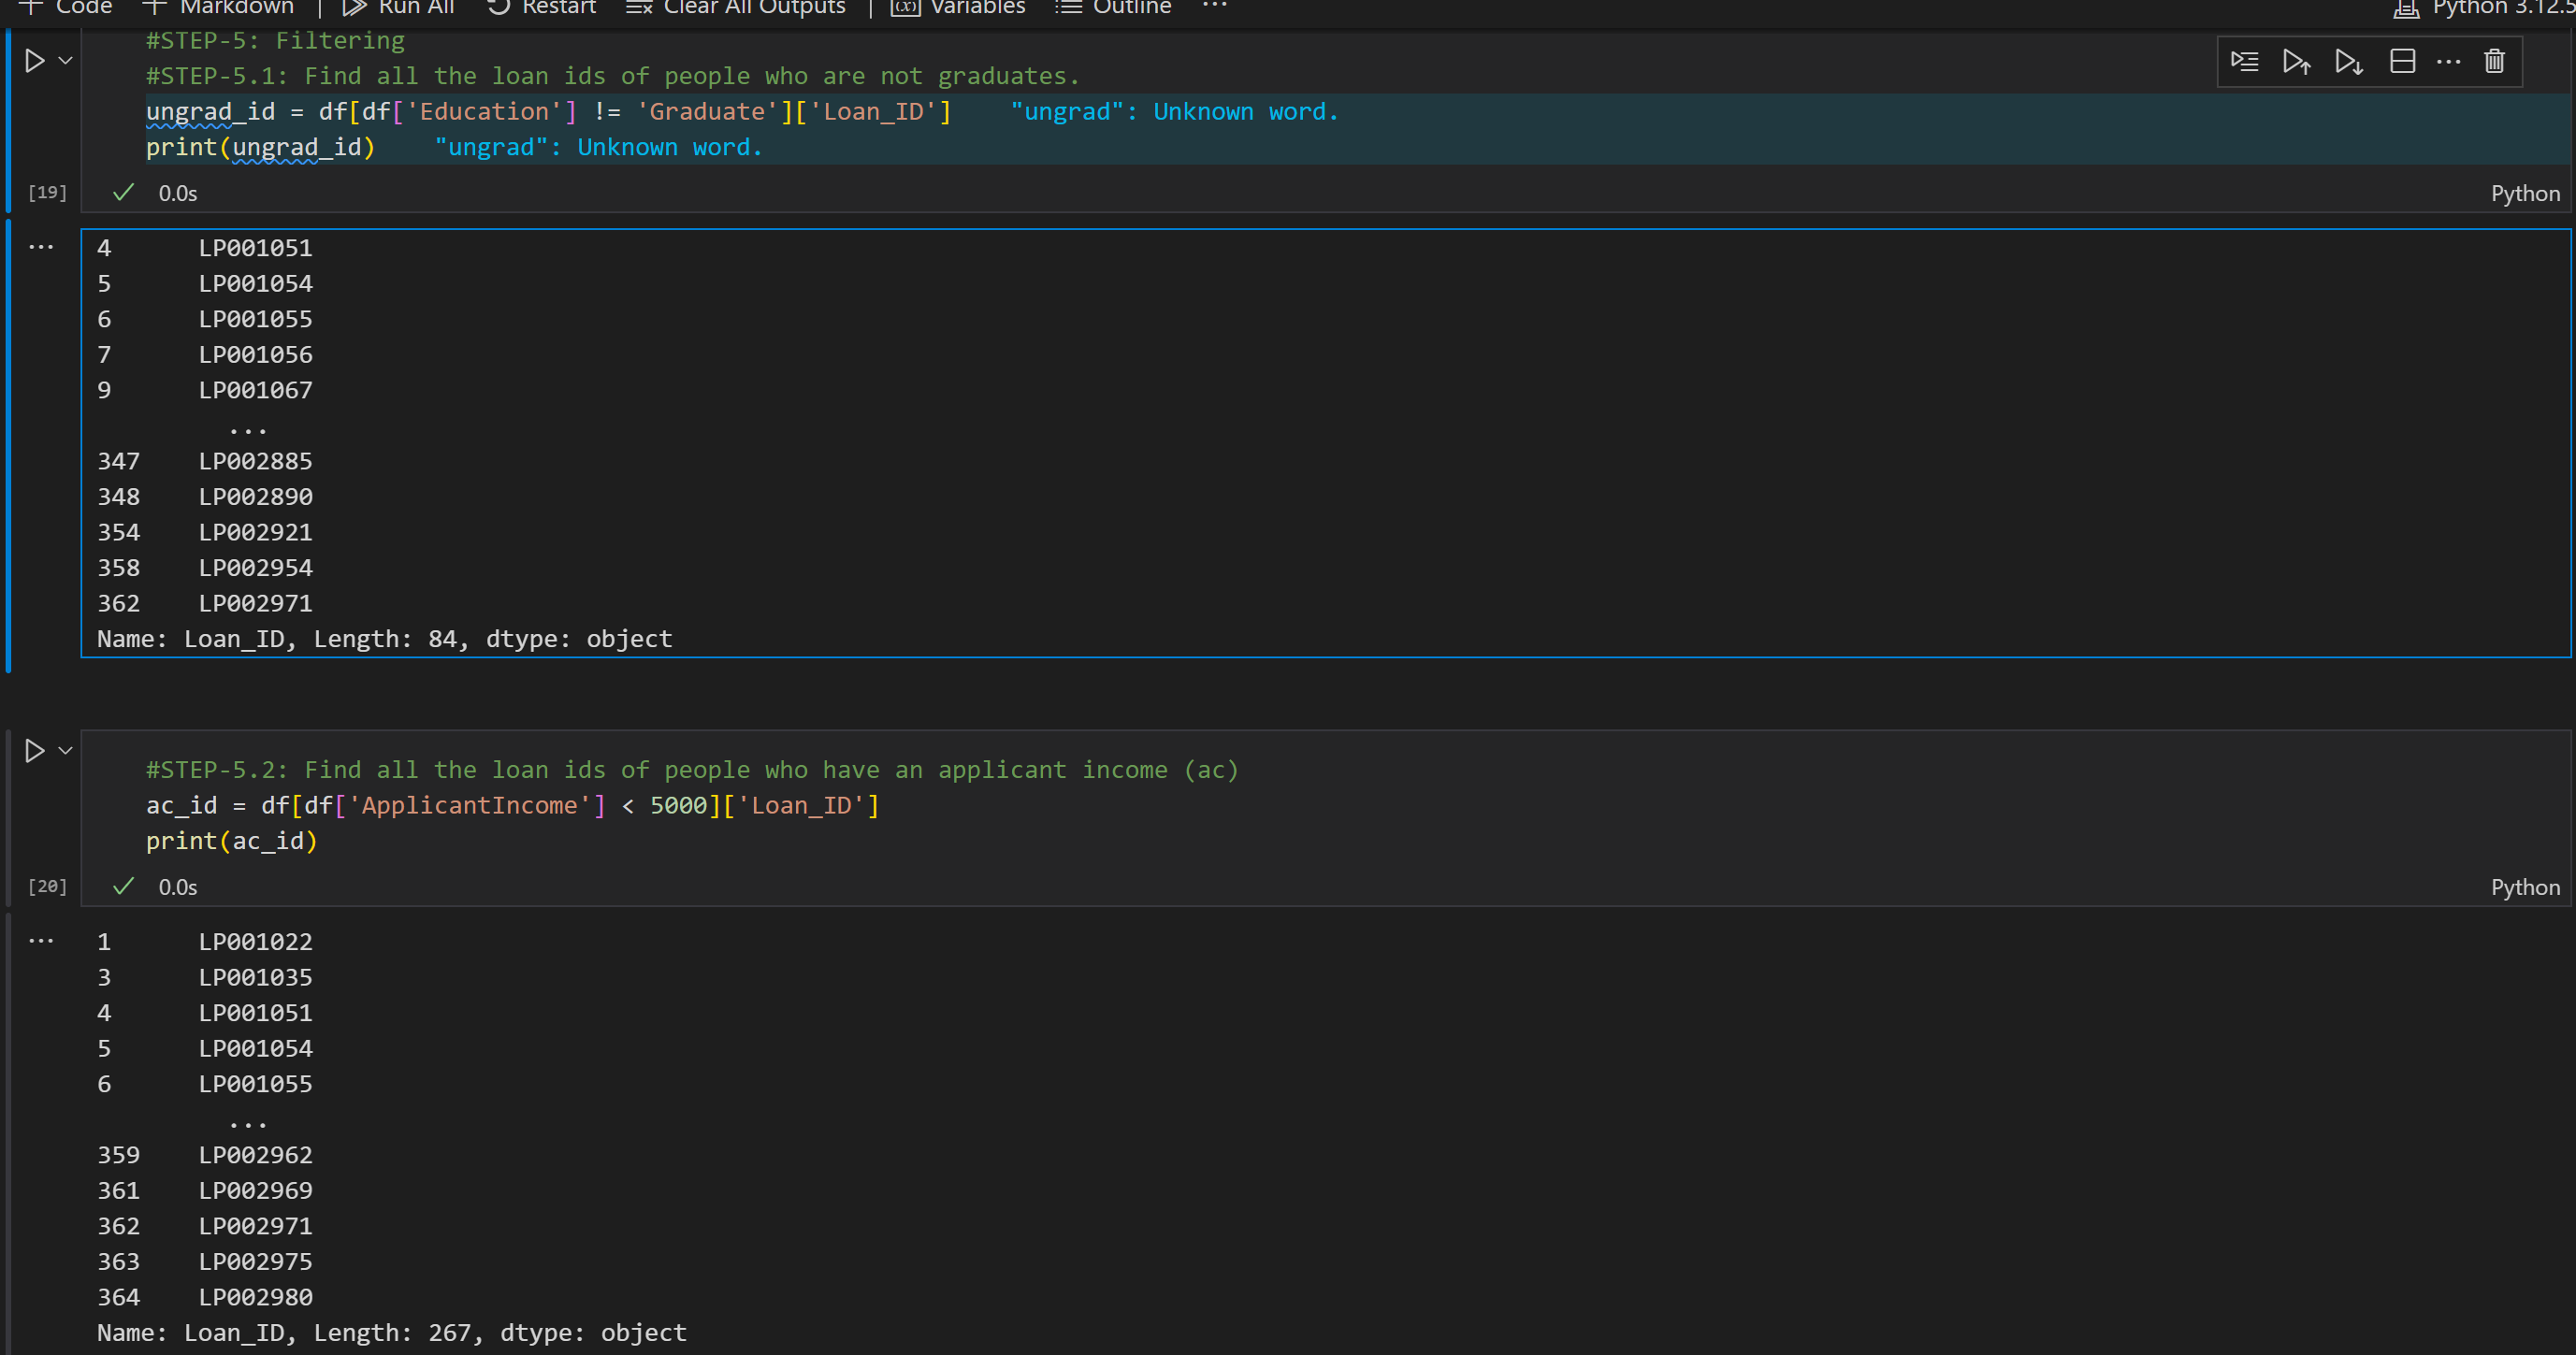 Code Markdown Run All Restart Clear All Outputs (x) Variables Outline ... Python 3.12.5
#STEP-5: Filtering
#STEP-5.1: Find all the loan ids of people who are not graduates.
ungrad_id = df[df['Education'] != 'Graduate']['Loan_ID'] "ungrad": Unknown word.
print(ungrad_id) "ungrad": Unknown word.
[19] 0.0s Python
4 LP001051
5 LP001054
6 LP001055
7 LP001056
9 LP001067
...
347 LP002885
348 LP002890
354 LP002921
358 LP002954
362 LP002971
Name: Loan_ID, Length: 84, dtype: object
#STEP-5.2: Find all the loan ids of people who have an applicant income (ac)
ac_id = df[df['ApplicantIncome'] < 5000]['Loan_ID']
print(ac_id)
[20] 0.0s Python
1 LP001022
3 LP001035
4 LP001051
5 LP001054
6 LP001055
...
359 LP002962
361 LP002969
362 LP002971
363 LP002975
364 LP002980
Name: Loan_ID, Length: 267, dtype: object